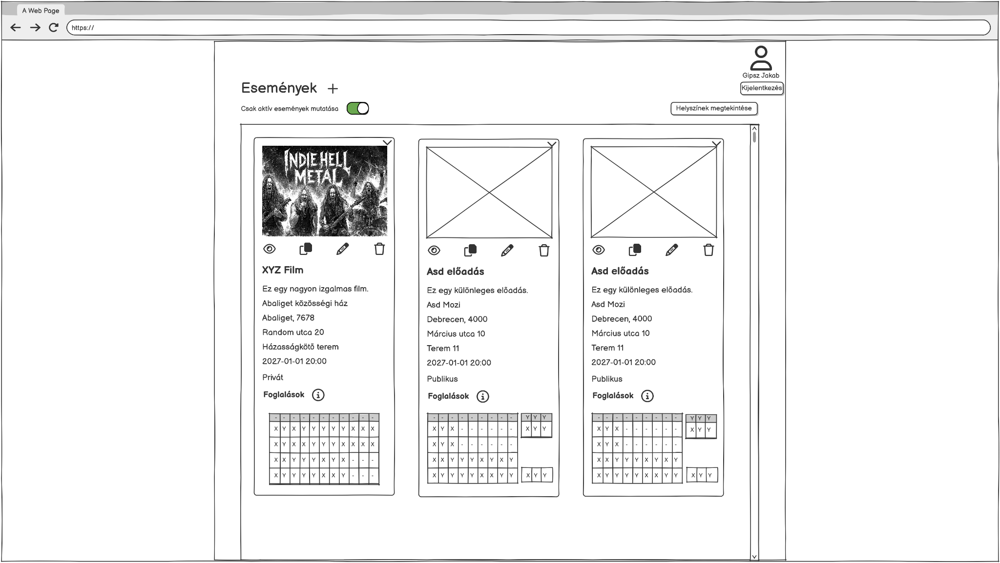 A Web Page
https://
Gipsz Jakab
Események
Kijelentkezés
Csak aktív események mutatása
Helyszínek megtekintése
INDIE HELL
METAL
XYZ Film
Ez egy nagyon izgalmas film.
Abaliget közösségi ház
Abaliget, 7678
Random utca 20
Házasságkötő terem
2027-01-01 20:00
Privát
Foglalások
- - - - - - - - - - -
X Y X Y Y Y Y Y X X X
X Y X X Y Y Y X X X X
X X Y Y Y X Y X - - -
X Y Y Y Y X X Y - - -
Asd előadás
Ez egy különleges előadás.
Asd Mozi
Debrecen, 4000
Március utca 10
Terem 11
2027-01-01 20:00
Publikus
Foglalások
- - - - - - - - - Y Y Y
X Y X - - - - - - X Y Y
X Y X - - - - - -
X X Y Y Y X Y X Y
X Y Y Y Y X X Y Y X Y Y
Asd előadás
Ez egy különleges előadás.
Asd Mozi
Debrecen, 4000
Március utca 10
Terem 11
2027-01-01 20:00
Publikus
Foglalások
- - - - - - - - - Y Y Y
X Y X - - - - - - X Y Y
X Y X - - - - - -
X X Y Y Y X Y X Y
X Y Y Y Y X X Y Y X Y Y